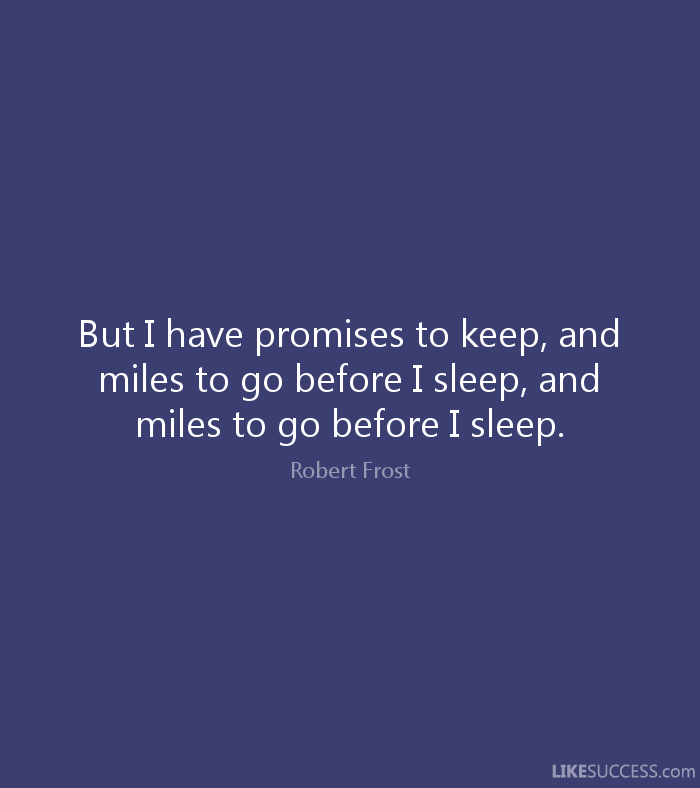 But I have promises to keep, and
miles to go before I sleep, and
miles to go before I sleep.
Robert Frost
LIKESUCCESS.com